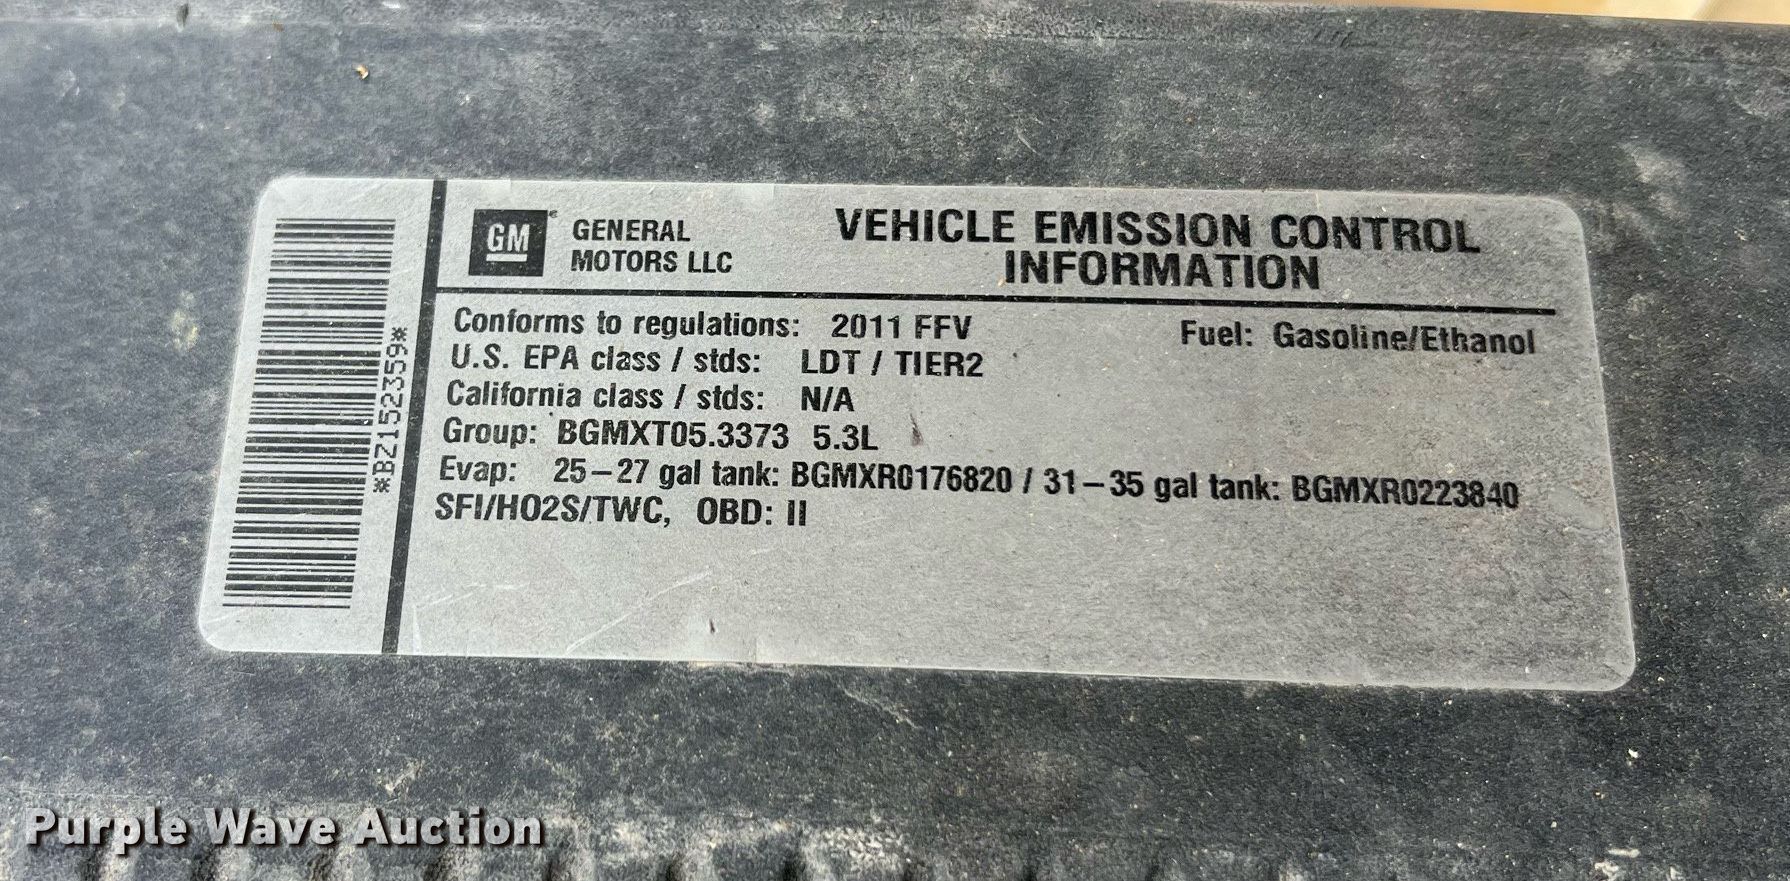 *BZ152359*
GM
GENERAL
MOTORS LLC
VEHICLE EMISSION CONTROL
INFORMATION
Conforms to regulations: 2011 FFV Fuel: Gasoline/Ethanol
U.S. EPA class / stds: LDT / TIER2
California class / stds: N/A
Group: BGMXT05.3373 5.3L
Evap: 25–27 gal tank: BGMXR0176820 / 31–35 gal tank: BGMXR0223840
SFI/HO2S/TWC, OBD: II
Purple Wave Auction